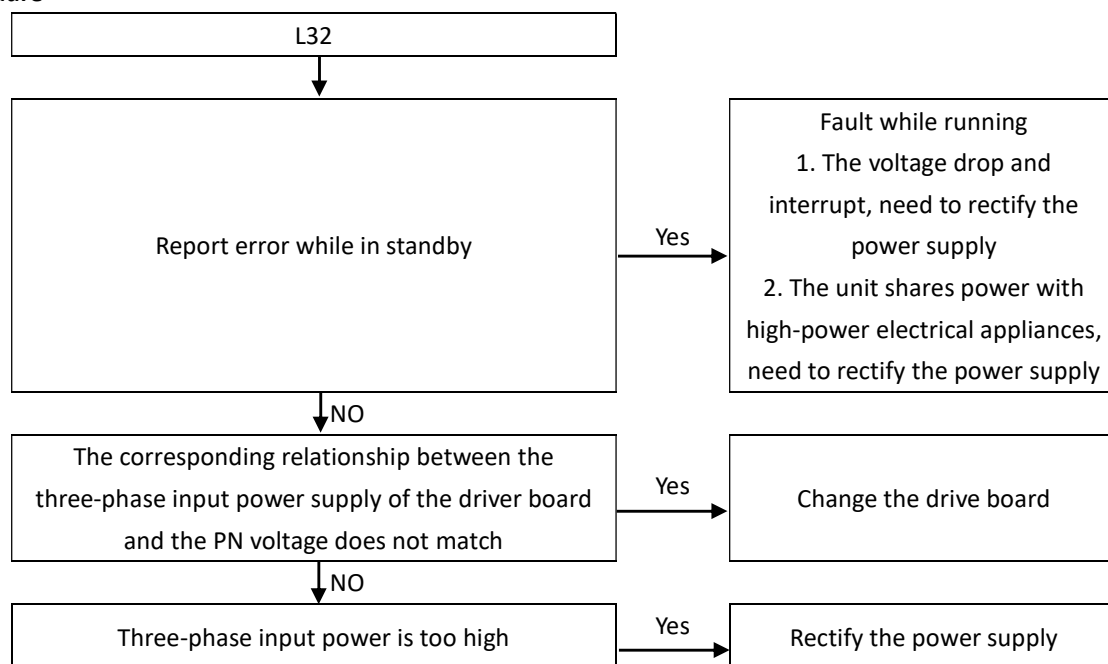 L32
Report error while in standby
Yes
Fault while running
1. The voltage drop and
interrupt, need to rectify the
power supply
2. The unit shares power with
high-power electrical appliances,
need to rectify the power supply
NO
The corresponding relationship between the
three-phase input power supply of the driver board
and the PN voltage does not match
Yes
Change the drive board
NO
Three-phase input power is too high
Yes
Rectify the power supply